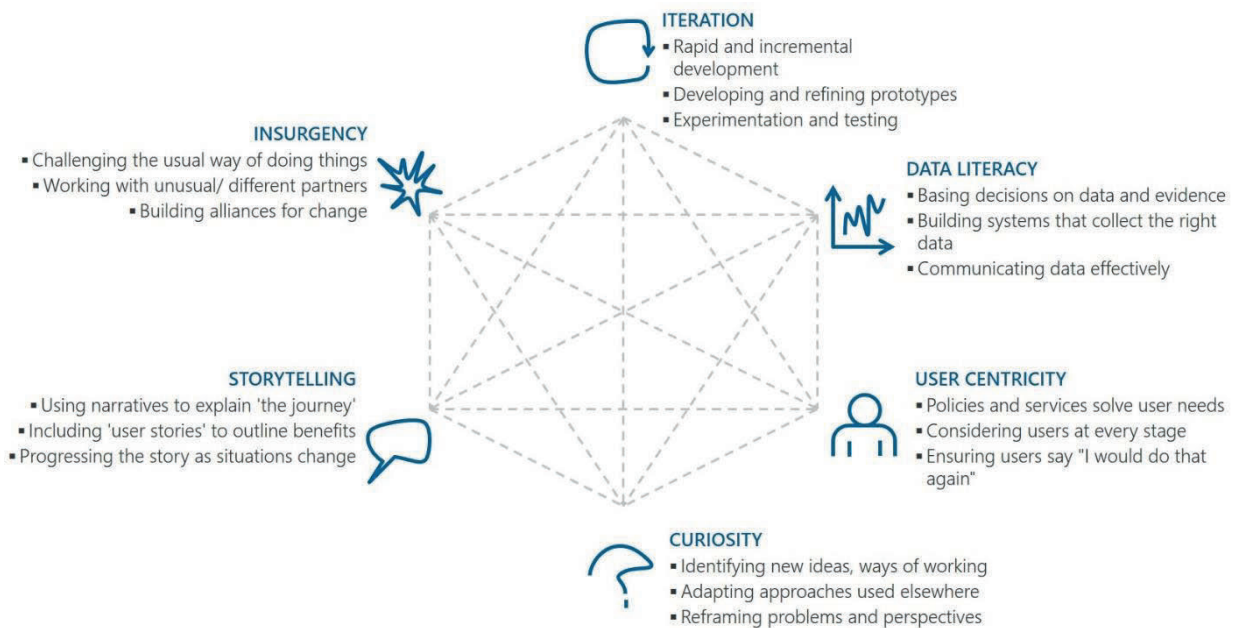 ITERATION
▪ Rapid and incremental
development
▪ Developing and refining prototypes
▪ Experimentation and testing
INSURGENCY
▪ Challenging the usual way of doing things
▪ Working with unusual/ different partners
▪ Building alliances for change
DATA LITERACY
▪ Basing decisions on data and evidence
▪ Building systems that collect the right
data
▪ Communicating data effectively
STORYTELLING
▪ Using narratives to explain 'the journey'
▪ Including 'user stories' to outline benefits
▪ Progressing the story as situations change
USER CENTRICITY
▪ Policies and services solve user needs
▪ Considering users at every stage
▪ Ensuring users say "I would do that
again"
CURIOSITY
▪ Identifying new ideas, ways of working
▪ Adapting approaches used elsewhere
▪ Reframing problems and perspectives